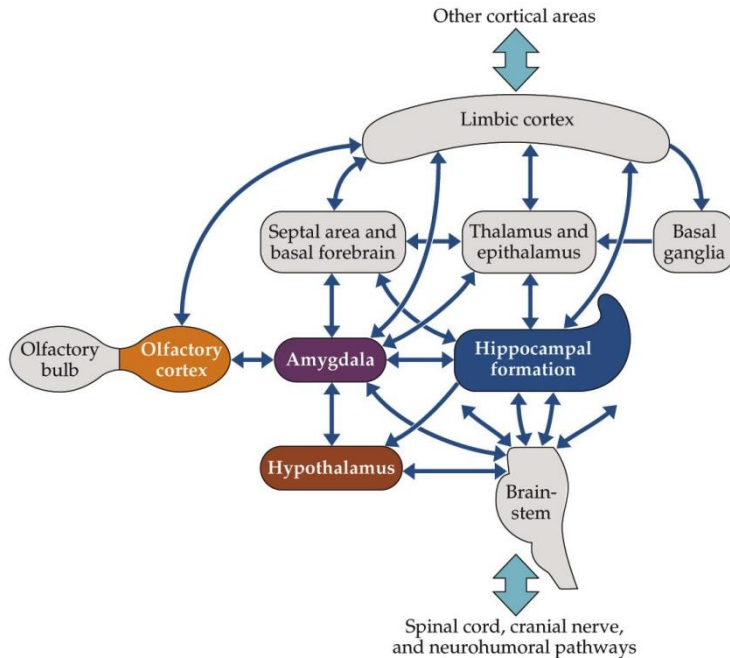 Other cortical areas
Limbic cortex
Septal area and
basal forebrain
Thalamus and
epithalamus
Basal
ganglia
Olfactory
bulb
Olfactory
cortex
Amygdala
Hippocampal
formation
Hypothalamus
Brain-
stem
Spinal cord, cranial nerve,
and neurohumoral pathways